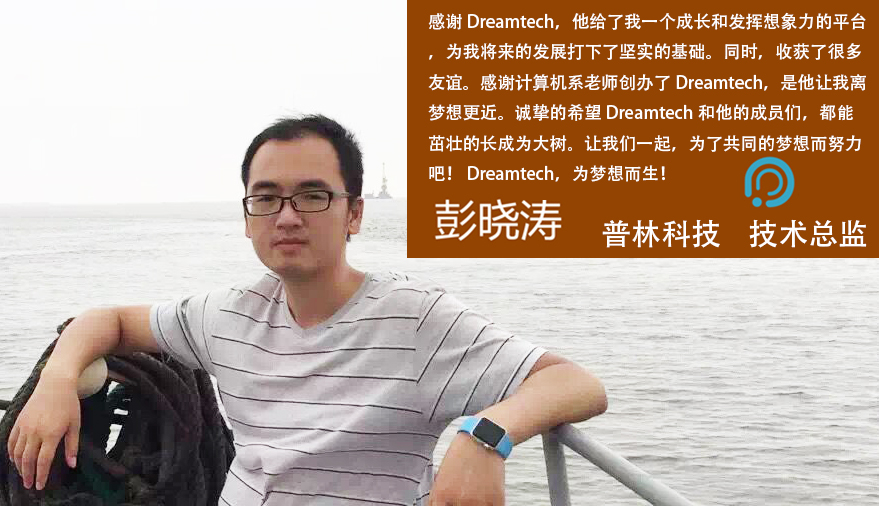 感谢 Dreamtech，他给了我一个成长和发挥想象力的平台
，为我将来的发展打下了坚实的基础。同时，收获了很多
友谊。感谢计算机系老师创办了 Dreamtech，是他让我离
梦想更近。诚挚的希望 Dreamtech 和他的成员们，都能
茁壮的长成为大树。让我们一起，为了共同的梦想而努力
吧！ Dreamtech，为梦想而生！
彭晓涛
普林科技 技术总监